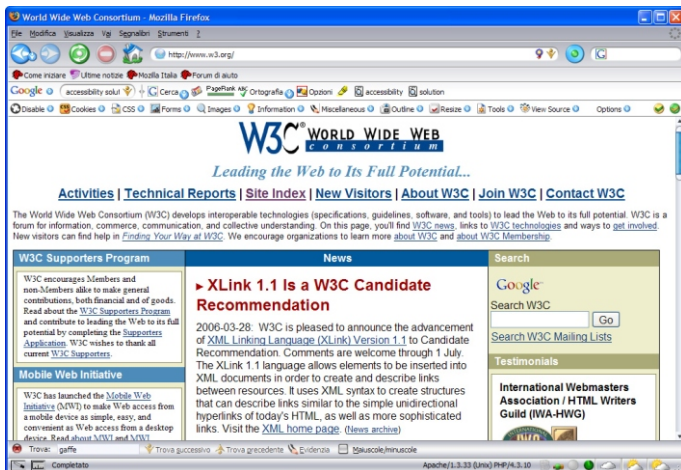 World Wide Web Consortium - Mozilla Firefox
File Modifica Visualizza Vai Segnalibri Strumenti ?
http://www.w3.org/
Come iniziare Ultime notizie Mozilla Italia Forum di aiuto
Google accessibility solut Cerca PageRank ABC Ortografia Opzioni accessibility solution
Disable Cookies CSS Forms Images Information Miscellaneous Outline Resize Tools View Source Options
W3C® WORLD WIDE WEB
consortium
Leading the Web to Its Full Potential...
Activities | Technical Reports | Site Index | New Visitors | About W3C | Join W3C | Contact W3C
The World Wide Web Consortium (W3C) develops interoperable technologies (specifications, guidelines, software, and tools) to lead the Web to its full potential. W3C is a
forum for information, commerce, communication, and collective understanding. On this page, you'll find W3C news, links to W3C technologies and ways to get involved.
New visitors can find help in Finding Your Way at W3C. We encourage organizations to learn more about W3C and about W3C Membership.
W3C Supporters Program
W3C encourages Members and
non-Members alike to make general
contributions, both financial and of goods.
Read about the W3C Supporters Program
and contribute to leading the Web to its full
potential by completing the Supporters
Application. W3C wishes to thank all
current W3C Supporters.
Mobile Web Initiative
W3C has launched the Mobile Web
Initiative (MWI) to make Web access from
a mobile device as simple, easy, and
convenient as Web access from a desktop
device. Read about MWI and MWI
News
▸ XLink 1.1 Is a W3C Candidate
Recommendation
2006-03-28: W3C is pleased to announce the advancement
of XML Linking Language (XLink) Version 1.1 to Candidate
Recommendation. Comments are welcome through 1 July.
The XLink 1.1 language allows elements to be inserted into
XML documents in order to create and describe links
between resources. It uses XML syntax to create structures
that can describe links similar to the simple unidirectional
hyperlinks of today's HTML, as well as more sophisticated
links. Visit the XML home page. (News archive)
Search
Google
Search W3C
Go
Search W3C Mailing Lists
Testimonials
International Webmasters
Association / HTML Writers
Guild (IWA-HWG)
Trova: gaffe Trova successivo Trova precedente Evidenzia Maiuscole/minuscole
Completato Apache/1.3.33 (Unix) PHP/4.3.10